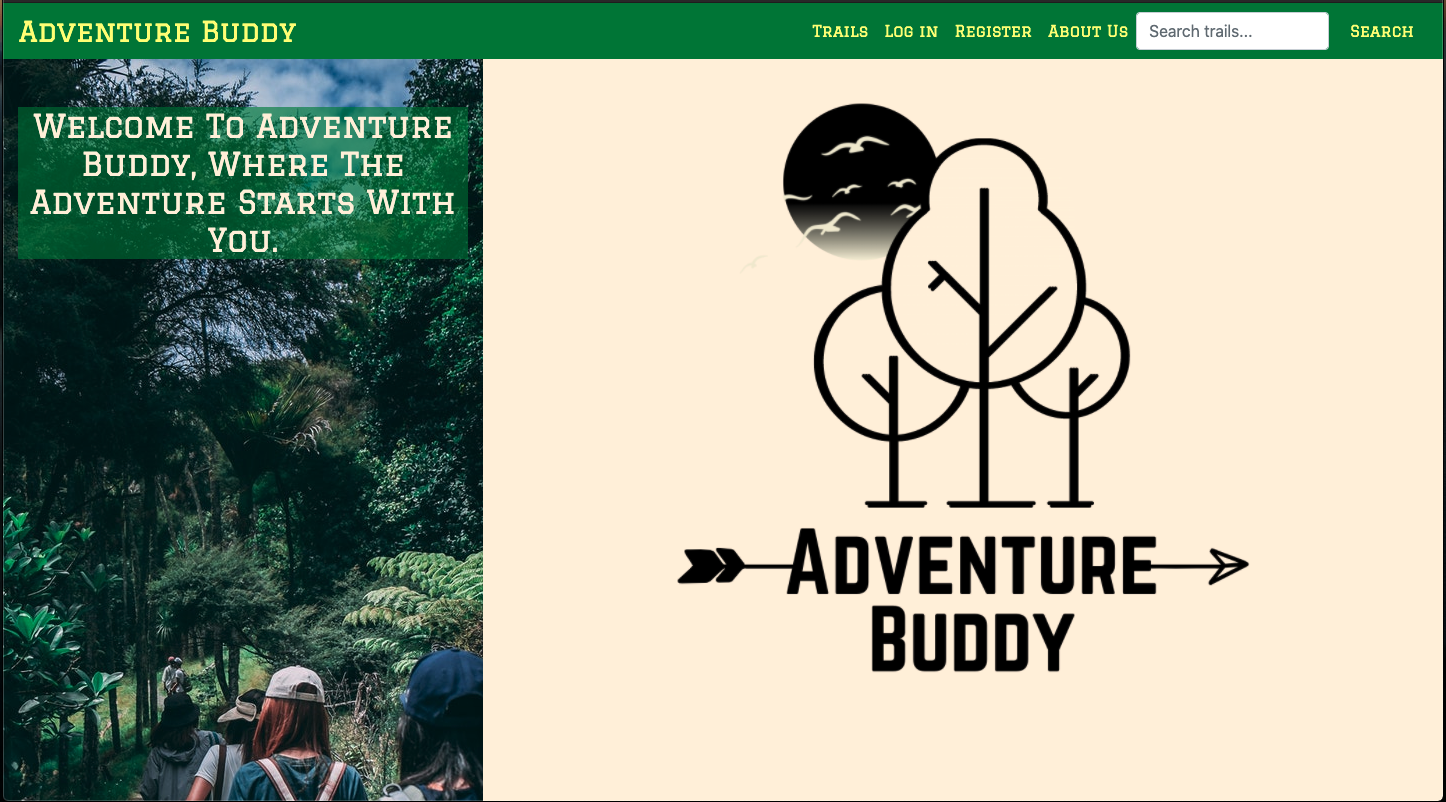 Adventure Buddy
Trails Log in Register About Us Search trails... Search
Welcome To Adventure
Buddy, Where The
Adventure Starts With
You.
Adventure
Buddy